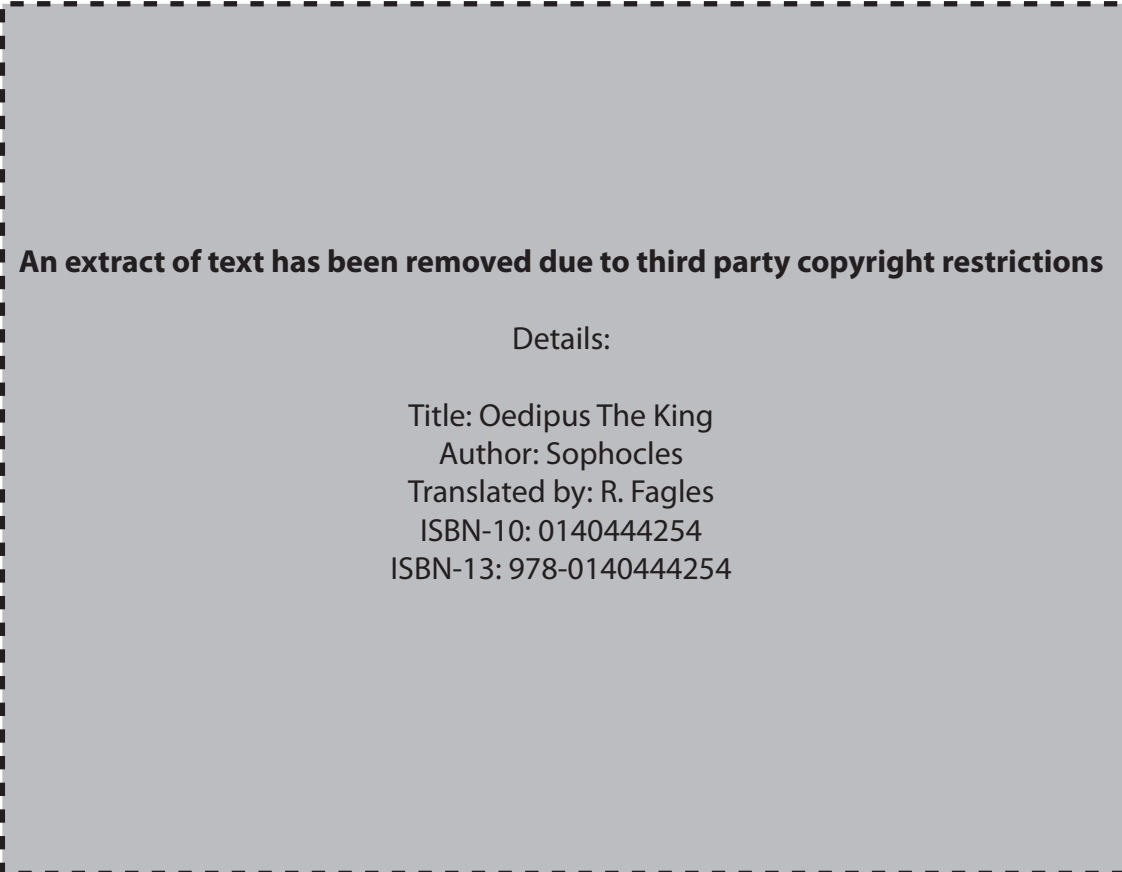 An extract of text has been removed due to third party copyright restrictions
Details:
Title: Oedipus The King
Author: Sophocles
Translated by: R. Fagles
ISBN-10: 0140444254
ISBN-13: 978-0140444254